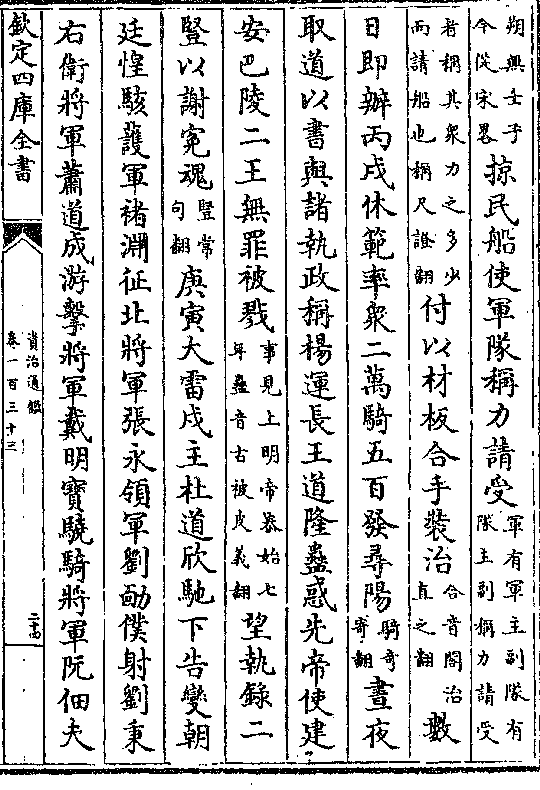 朔無壬子今從宋畧掠民船使軍隊稱力請受軍有軍主副隊有隊主副稱力請受
者稱其衆力之多少而請船也稱尺證翻付以材板合手裝治合音閤治直之翻數
日即辦丙戌休範率衆二萬騎五百發尋陽騎奇寄翻晝夜
取道以書與諸執政稱楊運長王道隆蠱惑先帝使建
安巴陵二王無罪被戮事見上明帝泰始七年蠱音古被皮義翻望執錄二
豎以謝冤魂豎常句翻庚寅大雷戍主杜道欣馳下告變朝
廷惶駭護軍褚淵征北將軍張永領軍劉勔僕射劉秉
右衛將軍蕭道成游擊將軍戴明寶驍騎將軍阮佃夫
欽定四庫全書
資治通鑑
卷一百三十三
二十四